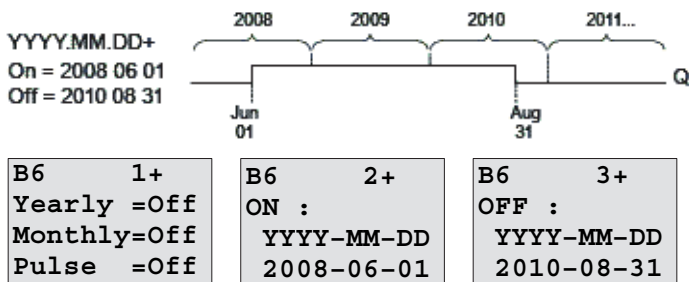 2008 2009 2010 2011...
YYYY.MM.DD+
On = 2008 06 01
Off = 2010 08 31
Q
Jun
01
Aug
31
B6 1+
Yearly =Off
Monthly=Off
Pulse =Off
B6 2+
ON :
YYYY-MM-DD
2008-06-01
B6 3+
OFF :
YYYY-MM-DD
2010-08-31